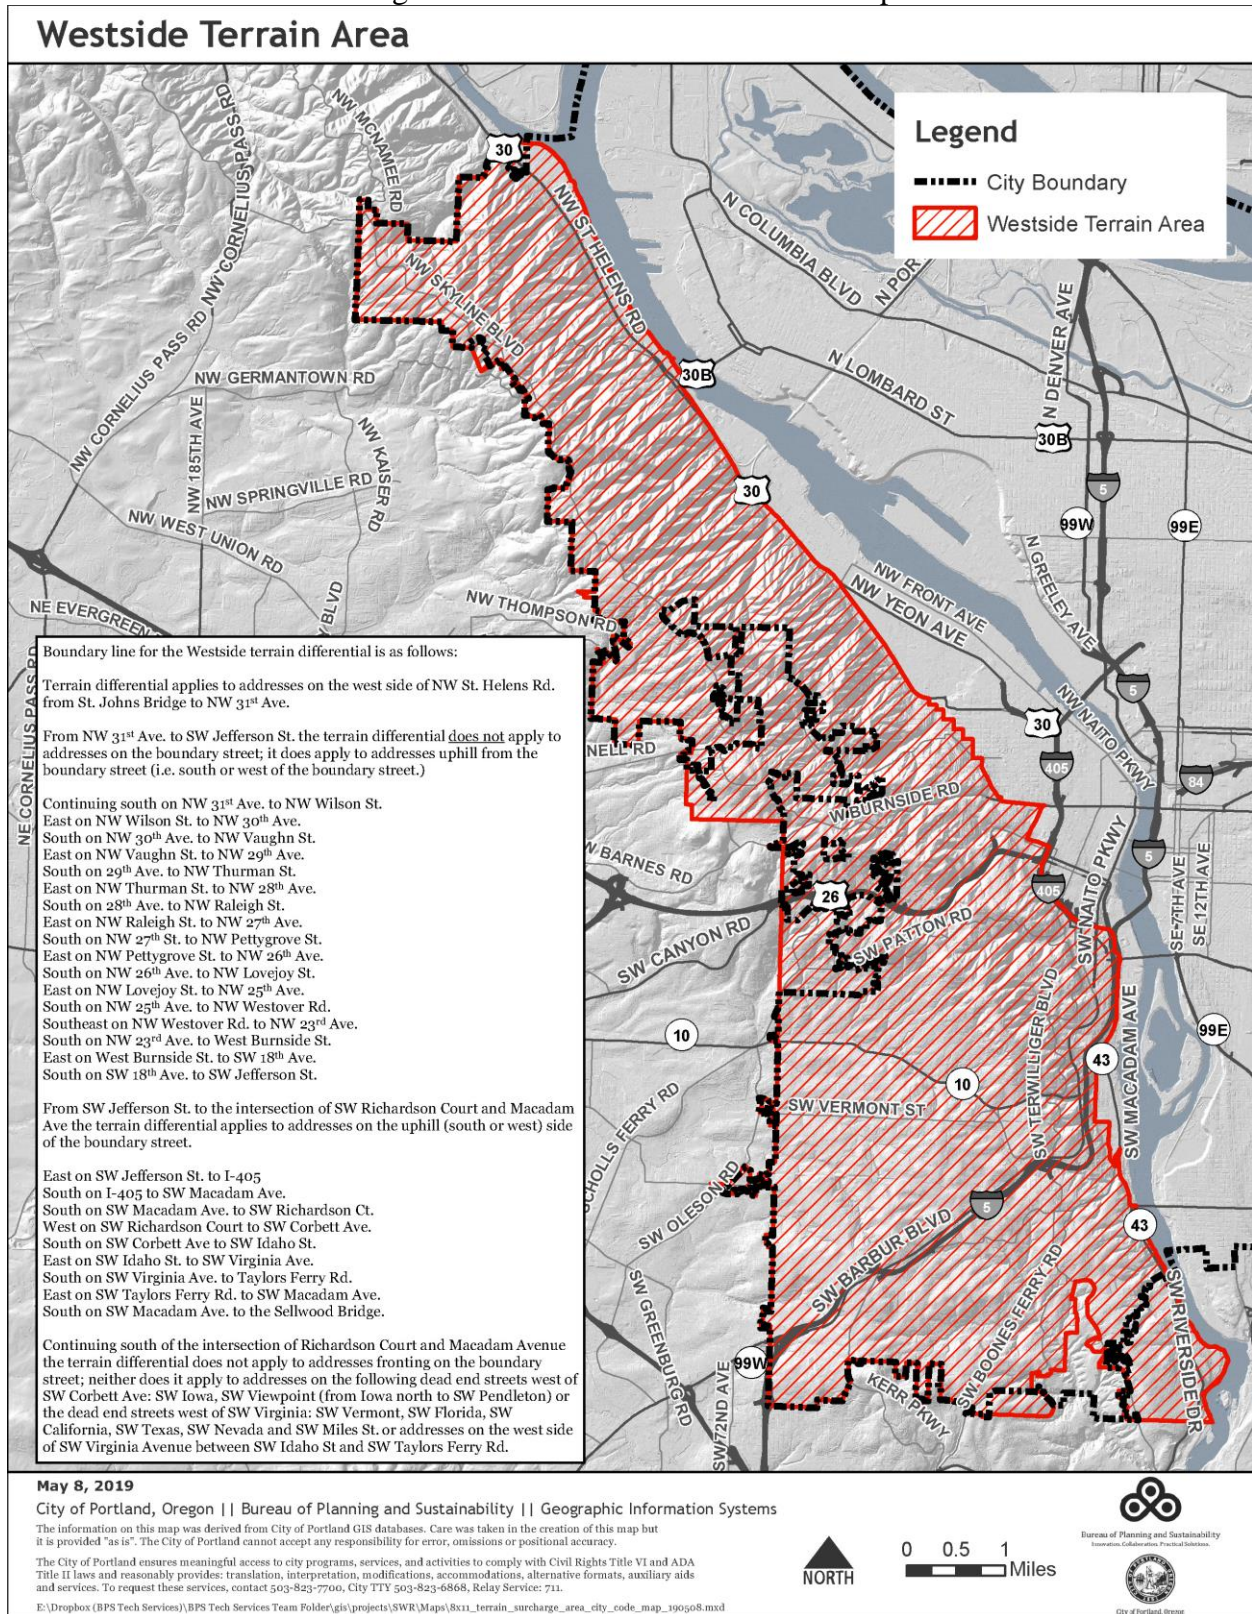 Westside Terrain Area
Legend
City Boundary
Westside Terrain Area
30
NW MCNAMEE RD
NW CORNELIUS PASS RD
NW CORNELIUS PASS RD
NW ST HELENS RD
NW SKYLINE BLVD
N COLUMBIA BLVD
N POR
N DENVER AVE
N LOMBARD ST
30B
30B
NW GERMANTOWN RD
NW 185TH AVE
NW KAISER RD
NW SPRINGVILLE RD
NW WEST UNION RD
30
5
99W
99E
N GREELEY AVE
NW FRONT AVE
NW YEON AVE
NW THOMPSON RD
NE EVERGREEN
Y BLVD
NE CORNELIUS PASS RD
NW NAITO PKWY
5
30
405
84
NELL RD
W BURNSIDE RD
W BARNES RD
26
405
SW NAITO PKWY
5
SE 7TH AVE
SE 12TH AVE
SW CANYON RD
SW PATTON RD
10
99E
SW TERWILLIGER BLVD
SW MACADAM AVE
43
10
SW VERMONT ST
SCHOLLS FERRY RD
SW OLESON RD
5
43
SW BARBUR BLVD
SW BOONES FERRY RD
SW RIVERSIDE DR
SW GREENBURG RD
99W
SW 72ND AVE
KERR PKWY
Boundary line for the Westside terrain differential is as follows:
Terrain differential applies to addresses on the west side of NW St. Helens Rd.
from St. Johns Bridge to NW 31st Ave.
From NW 31st Ave. to SW Jefferson St. the terrain differential does not apply to
addresses on the boundary street; it does apply to addresses uphill from the
boundary street (i.e. south or west of the boundary street.)
Continuing south on NW 31st Ave. to NW Wilson St.
East on NW Wilson St. to NW 30th Ave.
South on NW 30th Ave. to NW Vaughn St.
East on NW Vaughn St. to NW 29th Ave.
South on 29th Ave. to NW Thurman St.
East on NW Thurman St. to NW 28th Ave.
South on 28th Ave. to NW Raleigh St.
East on NW Raleigh St. to NW 27th Ave.
South on NW 27th St. to NW Pettygrove St.
East on NW Pettygrove St. to NW 26th Ave.
South on NW 26th Ave. to NW Lovejoy St.
East on NW Lovejoy St. to NW 25th Ave.
South on NW 25th Ave. to NW Westover Rd.
Southeast on NW Westover Rd. to NW 23rd Ave.
South on NW 23rd Ave. to West Burnside St.
East on West Burnside St. to SW 18th Ave.
South on SW 18th Ave. to SW Jefferson St.
From SW Jefferson St. to the intersection of SW Richardson Court and Macadam
Ave the terrain differential applies to addresses on the uphill (south or west) side
of the boundary street.
East on SW Jefferson St. to I-405
South on I-405 to SW Macadam Ave.
South on SW Macadam Ave. to SW Richardson Ct.
West on SW Richardson Court to SW Corbett Ave.
South on SW Corbett Ave to SW Idaho St.
East on SW Idaho St. to SW Virginia Ave.
South on SW Virginia Ave. to Taylors Ferry Rd.
East on SW Taylors Ferry Rd. to SW Macadam Ave.
South on SW Macadam Ave. to the Sellwood Bridge.
Continuing south of the intersection of Richardson Court and Macadam Avenue
the terrain differential does not apply to addresses fronting on the boundary
street; neither does it apply to addresses on the following dead end streets west of
SW Corbett Ave: SW Iowa, SW Viewpoint (from Iowa north to SW Pendleton) or
the dead end streets west of SW Virginia: SW Vermont, SW Florida, SW
California, SW Texas, SW Nevada and SW Miles St. or addresses on the west side
of SW Virginia Avenue between SW Idaho St and SW Taylors Ferry Rd.
May 8, 2019
City of Portland, Oregon || Bureau of Planning and Sustainability || Geographic Information Systems
The information on this map was derived from City of Portland GIS databases. Care was taken in the creation of this map but
it is provided "as is". The City of Portland cannot accept any responsibility for error, omissions or positional accuracy.
The City of Portland ensures meaningful access to city programs, services, and activities to comply with Civil Rights Title VI and ADA
Title II laws and reasonably provides: translation, interpretation, modifications, accommodations, alternative formats, auxiliary aids
and services. To request these services, contact 503-823-7700, City TTY 503-823-6868, Relay Service: 711.
E:\Dropbox (BPS Tech Services)\BPS Tech Services Team Folder\gis\projects\SWR\Maps\8x11_terrain_surcharge_area_city_code_map_190508.mxd
NORTH
0 0.5 1
Miles
Bureau of Planning and Sustainability
Innovation. Collaboration. Practical Solutions.
City of Portland, Oregon